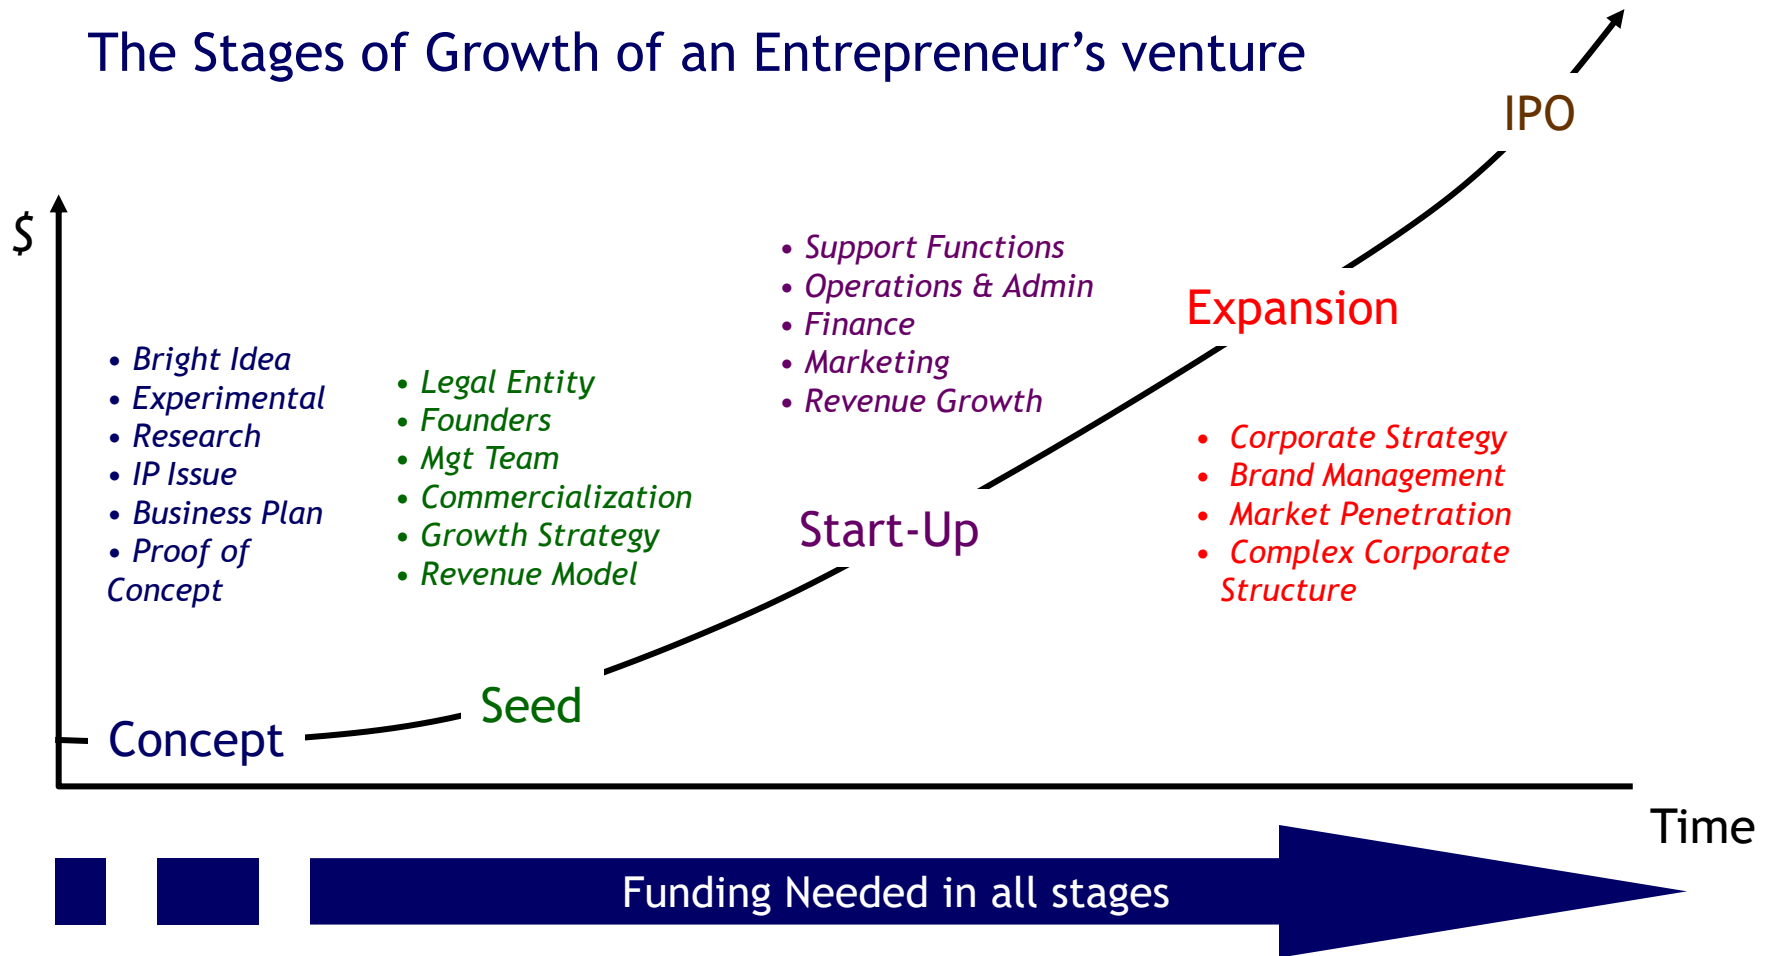 The Stages of Growth of an Entrepreneur’s venture
IPO
$
• Support Functions
• Operations & Admin
• Finance
• Marketing
• Revenue Growth
Expansion
• Bright Idea
• Experimental
• Research
• IP Issue
• Business Plan
• Proof of
Concept
• Legal Entity
• Founders
• Mgt Team
• Commercialization
• Growth Strategy
• Revenue Model
• Corporate Strategy
• Brand Management
• Market Penetration
• Complex Corporate
Structure
Start-Up
Seed
Concept
Time
Funding Needed in all stages